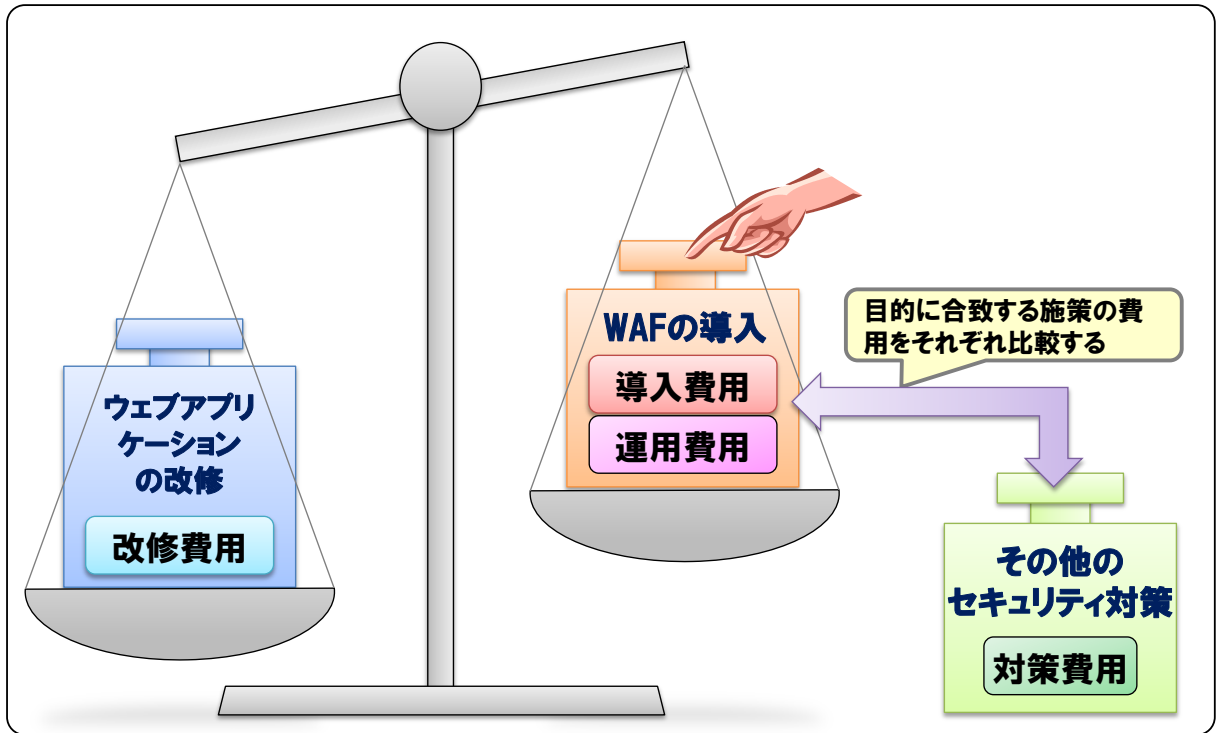 ウェブアプリ
ケーション
の改修
改修費用
WAFの導入
導入費用
運用費用
目的に合致する施策の費
用をそれぞれ比較する
その他の
セキュリティ対策
対策費用